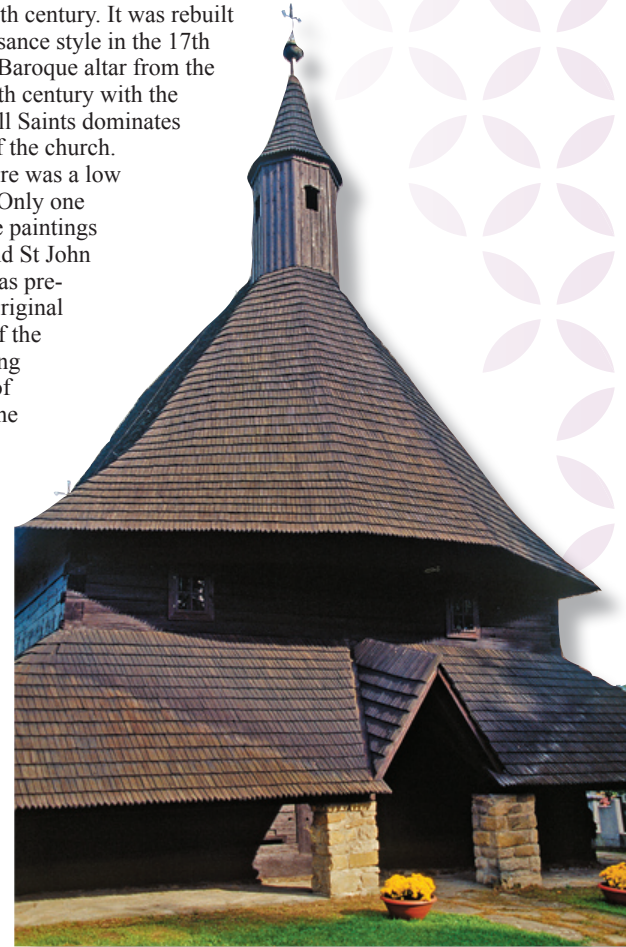 th century. It was rebuilt
sance style in the 17th
Baroque altar from the
th century with the
ll Saints dominates
f the church.
re was a low
Only one
e paintings
d St John
as pre-
riginal
f the
ng
of
ne